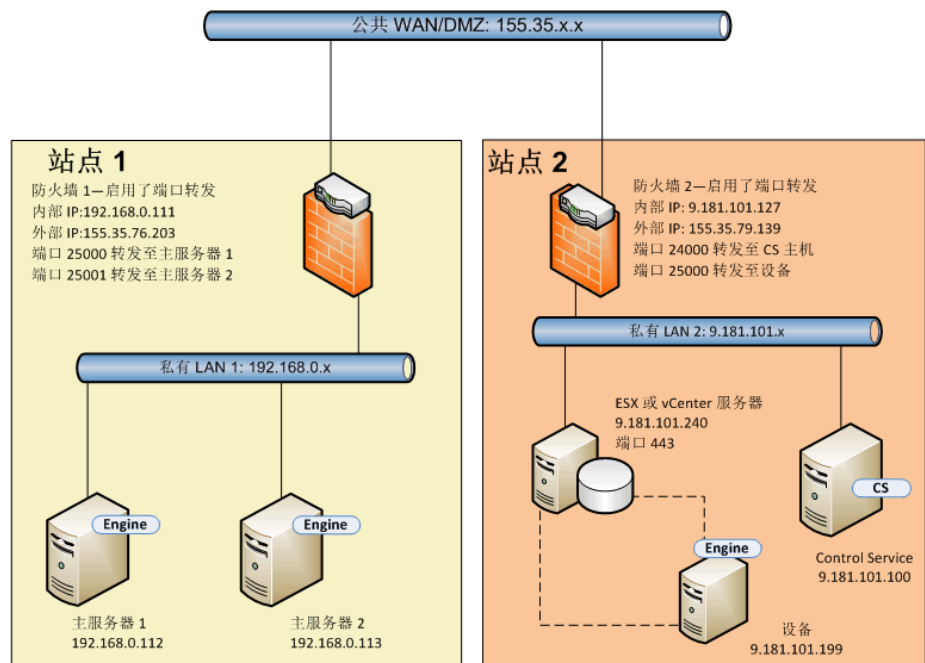 公共 WAN/DMZ: 155.35.x.x
站点 1
防火墙 1—启用了端口转发
内部 IP:192.168.0.111
外部 IP:155.35.76.203
端口 25000 转发至主服务器 1
端口 25001 转发至主服务器 2
私有 LAN 1: 192.168.0.x
Engine
主服务器 1
192.168.0.112
Engine
主服务器 2
192.168.0.113
站点 2
防火墙 2—启用了端口转发
内部 IP: 9.181.101.127
外部 IP: 155.35.79.139
端口 24000 转发至 CS 主机
端口 25000 转发至设备
私有 LAN 2: 9.181.101.x
ESX 或 vCenter 服务器
9.181.101.240
端口 443
CS
Control Service
9.181.101.100
Engine
设备
9.181.101.199